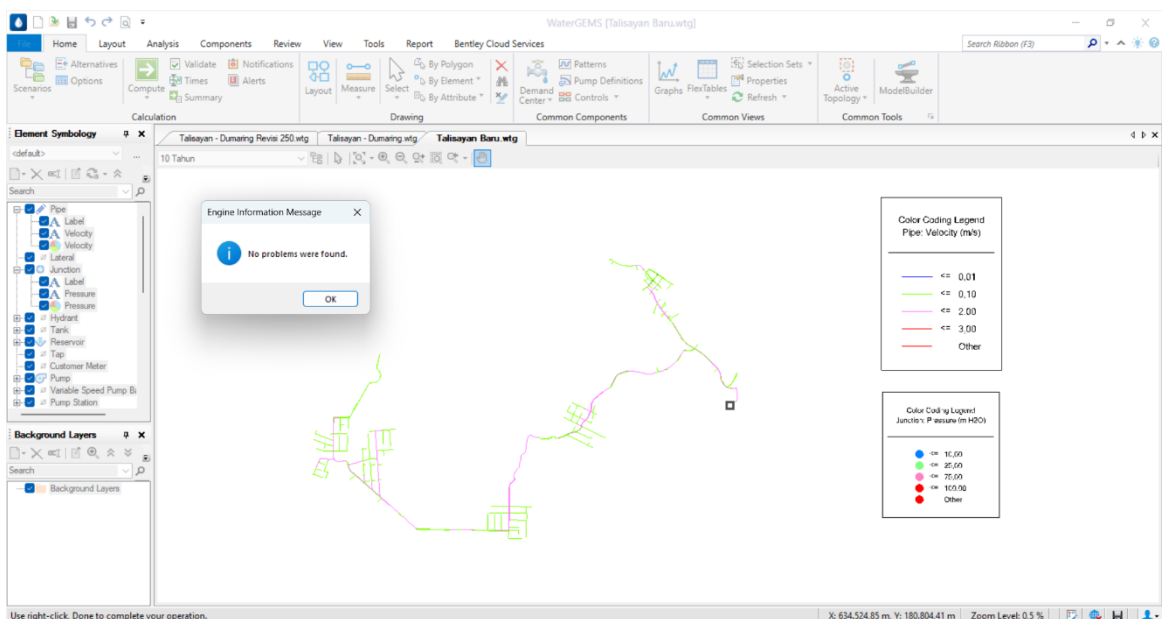 WaterGEMS [Talisayan Baru.wtg]
File Home Layout Analysis Components Review View Tools Report Bentley Cloud Services Search Ribbon (F3)
Scenarios
Alternatives
Options
Compute
Validate
Times
Summary
Notifications
Alerts
Calculation
Layout
Measure
Select
By Polygon
By Element
By Attribute
Drawing
Demand
Center
Patterns
Pump Definitions
Controls
Common Components
Graphs
FlexTables
Selection Sets
Properties
Refresh
Common Views
Active
Topology
ModelBuilder
Common Tools
Element Symbology
<default>
Search
Pipe
Label
Velocity
Velocity
Lateral
Junction
Label
Pressure
Pressure
Hydrant
Tank
Reservoir
Tap
Customer Meter
Pump
Variable Speed Pump Ba
Pump Station
Background Layers
Search
Background Layers
Talisayan - Dumaring Revisi 250.wtg Talisayan - Dumaring.wtg Talisayan Baru.wtg
10 Tahun
Engine Information Message
No problems were found.
OK
Color Coding Legend
Pipe: Velocity (m/s)
<= 0,01
<= 0,10
<= 2,00
<= 3,00
Other
Color Coding Legend
Junction: Pressure (m H2O)
<= 10,00
<= 25,00
<= 75,00
<= 100,00
Other
Use right-click, Done to complete your operation.
X: 634.524,85 m, Y: 180.804,41 m Zoom Level: 0.5 %